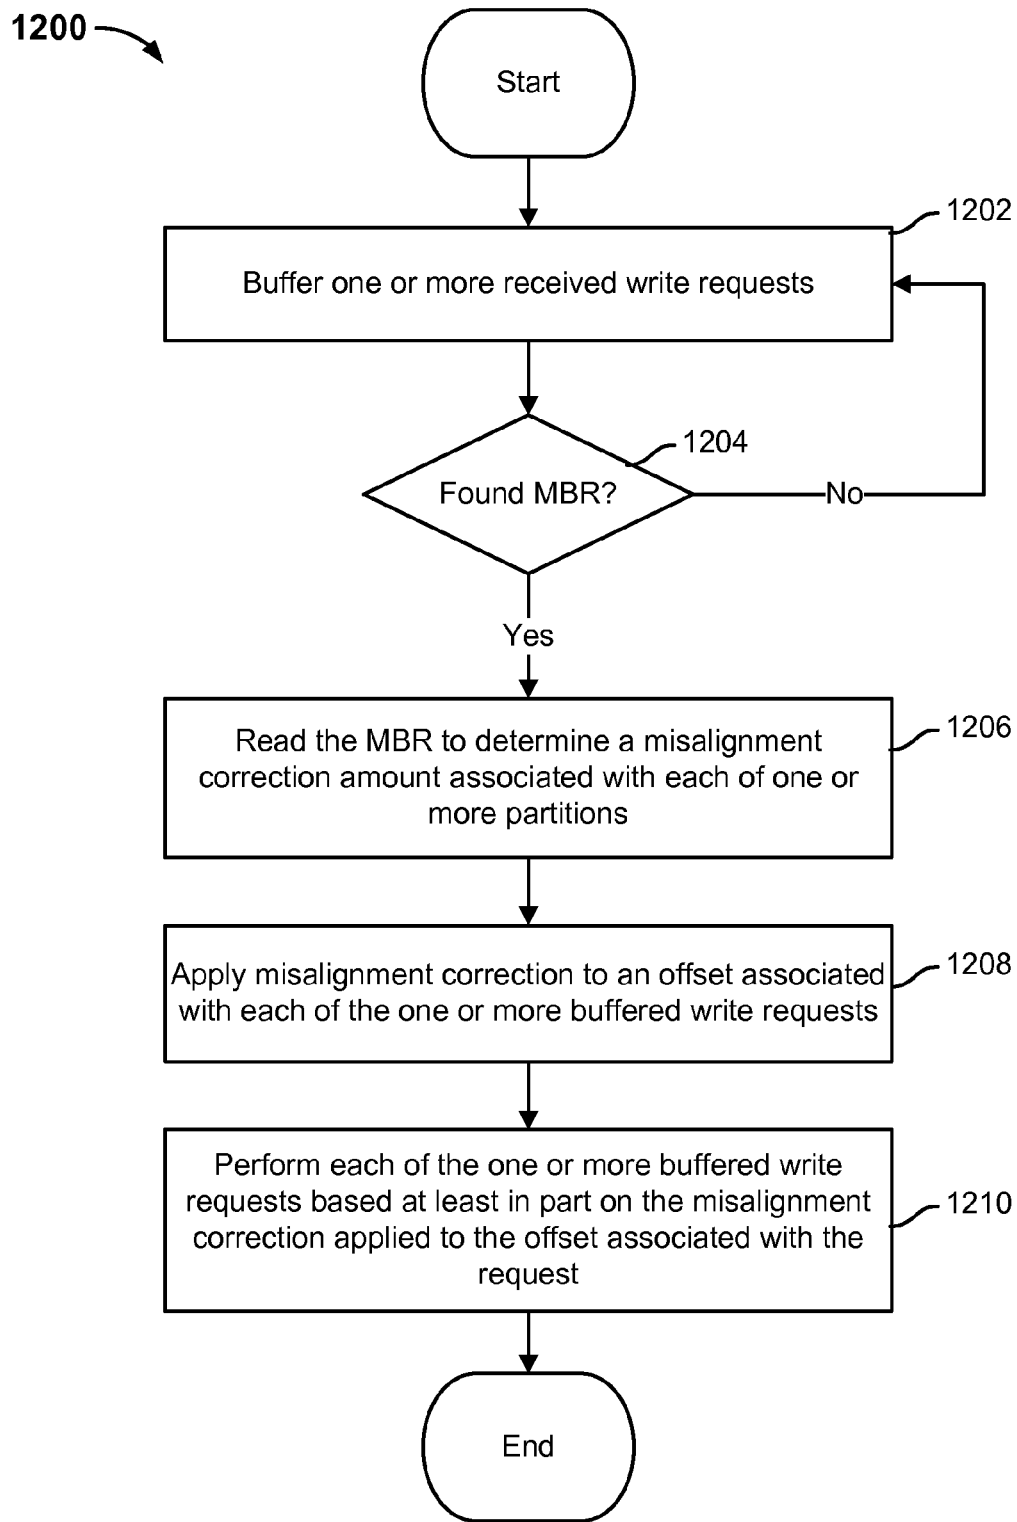 1200
Start
1202
Buffer one or more received write requests
1204
Found MBR?
No
Yes
1206
Read the MBR to determine a misalignment
correction amount associated with each of one or
more partitions
1208
Apply misalignment correction to an offset associated
with each of the one or more buffered write requests
Perform each of the one or more buffered write
requests based at least in part on the misalignment
1210
correction applied to the offset associated with the
request
End